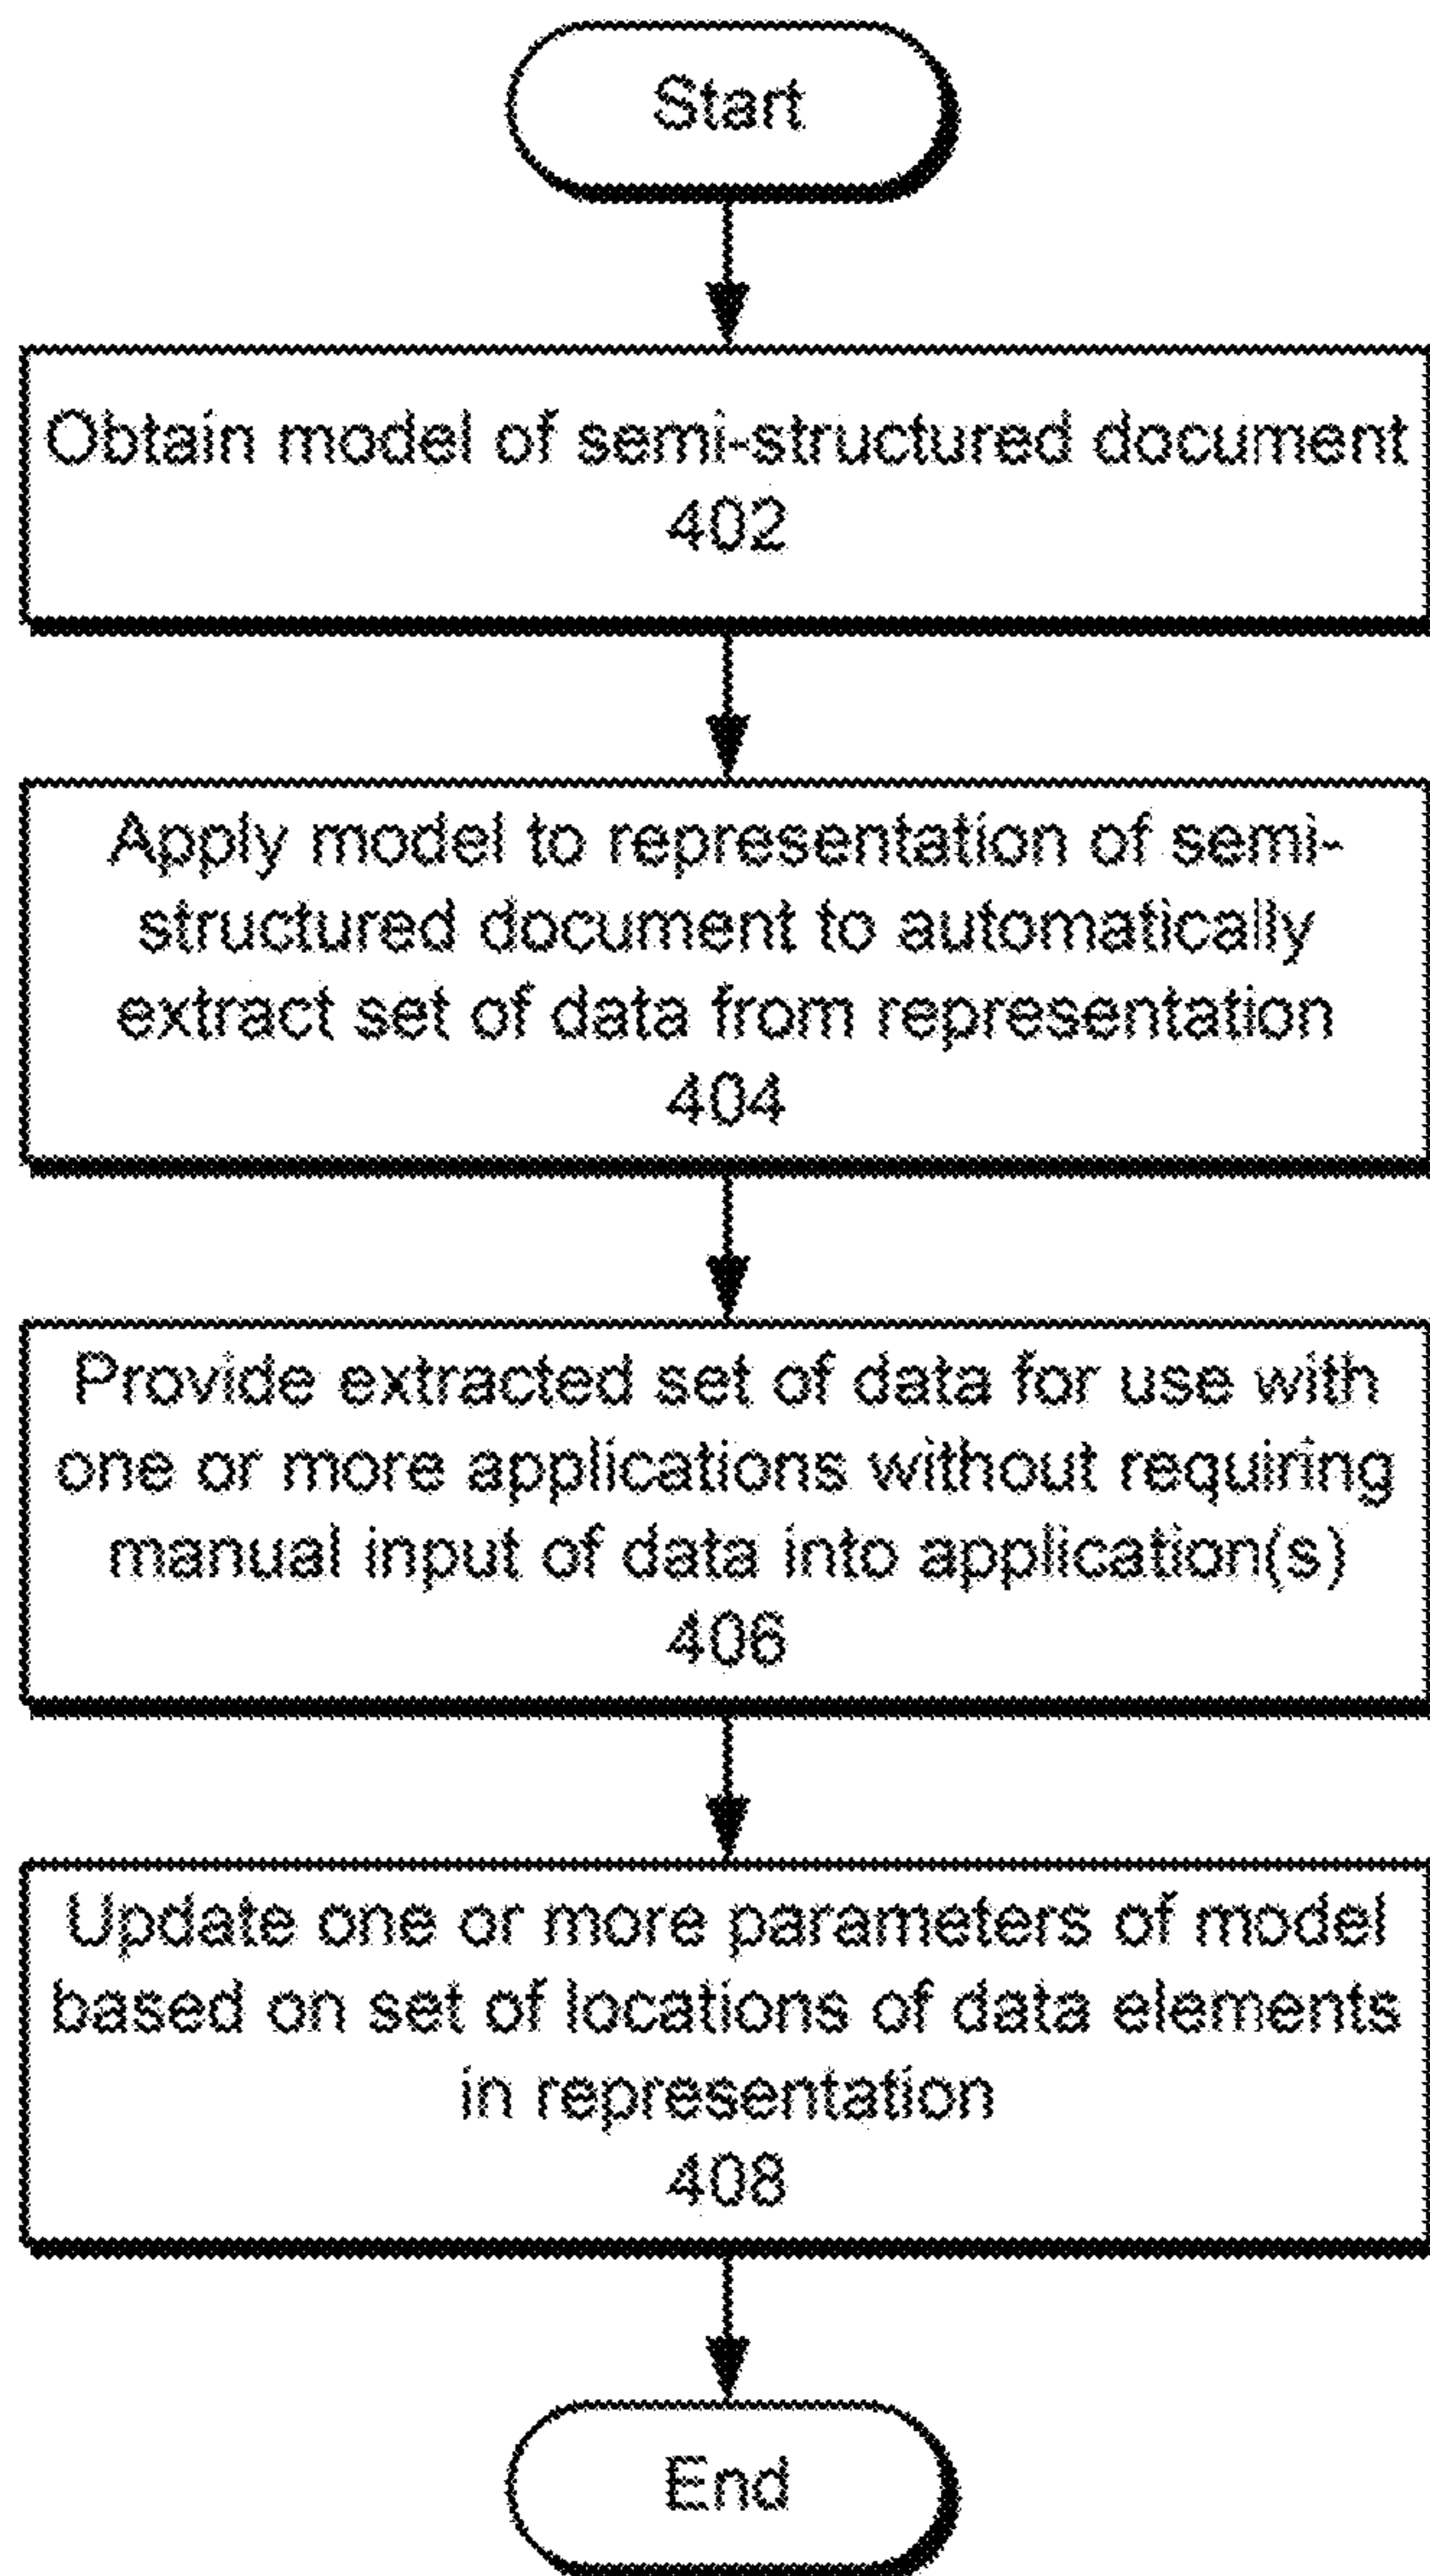 Start
Obtain model of semi-structured document
402
Apply model to representation of semi-
structured document to automatically
extract set of data from representation
404
Provide extracted set of data for use with
one or more applications without requiring
manual input of data into application(s)
406
Update one or more parameters of model
based on set of locations of data elements
in representation
408
End